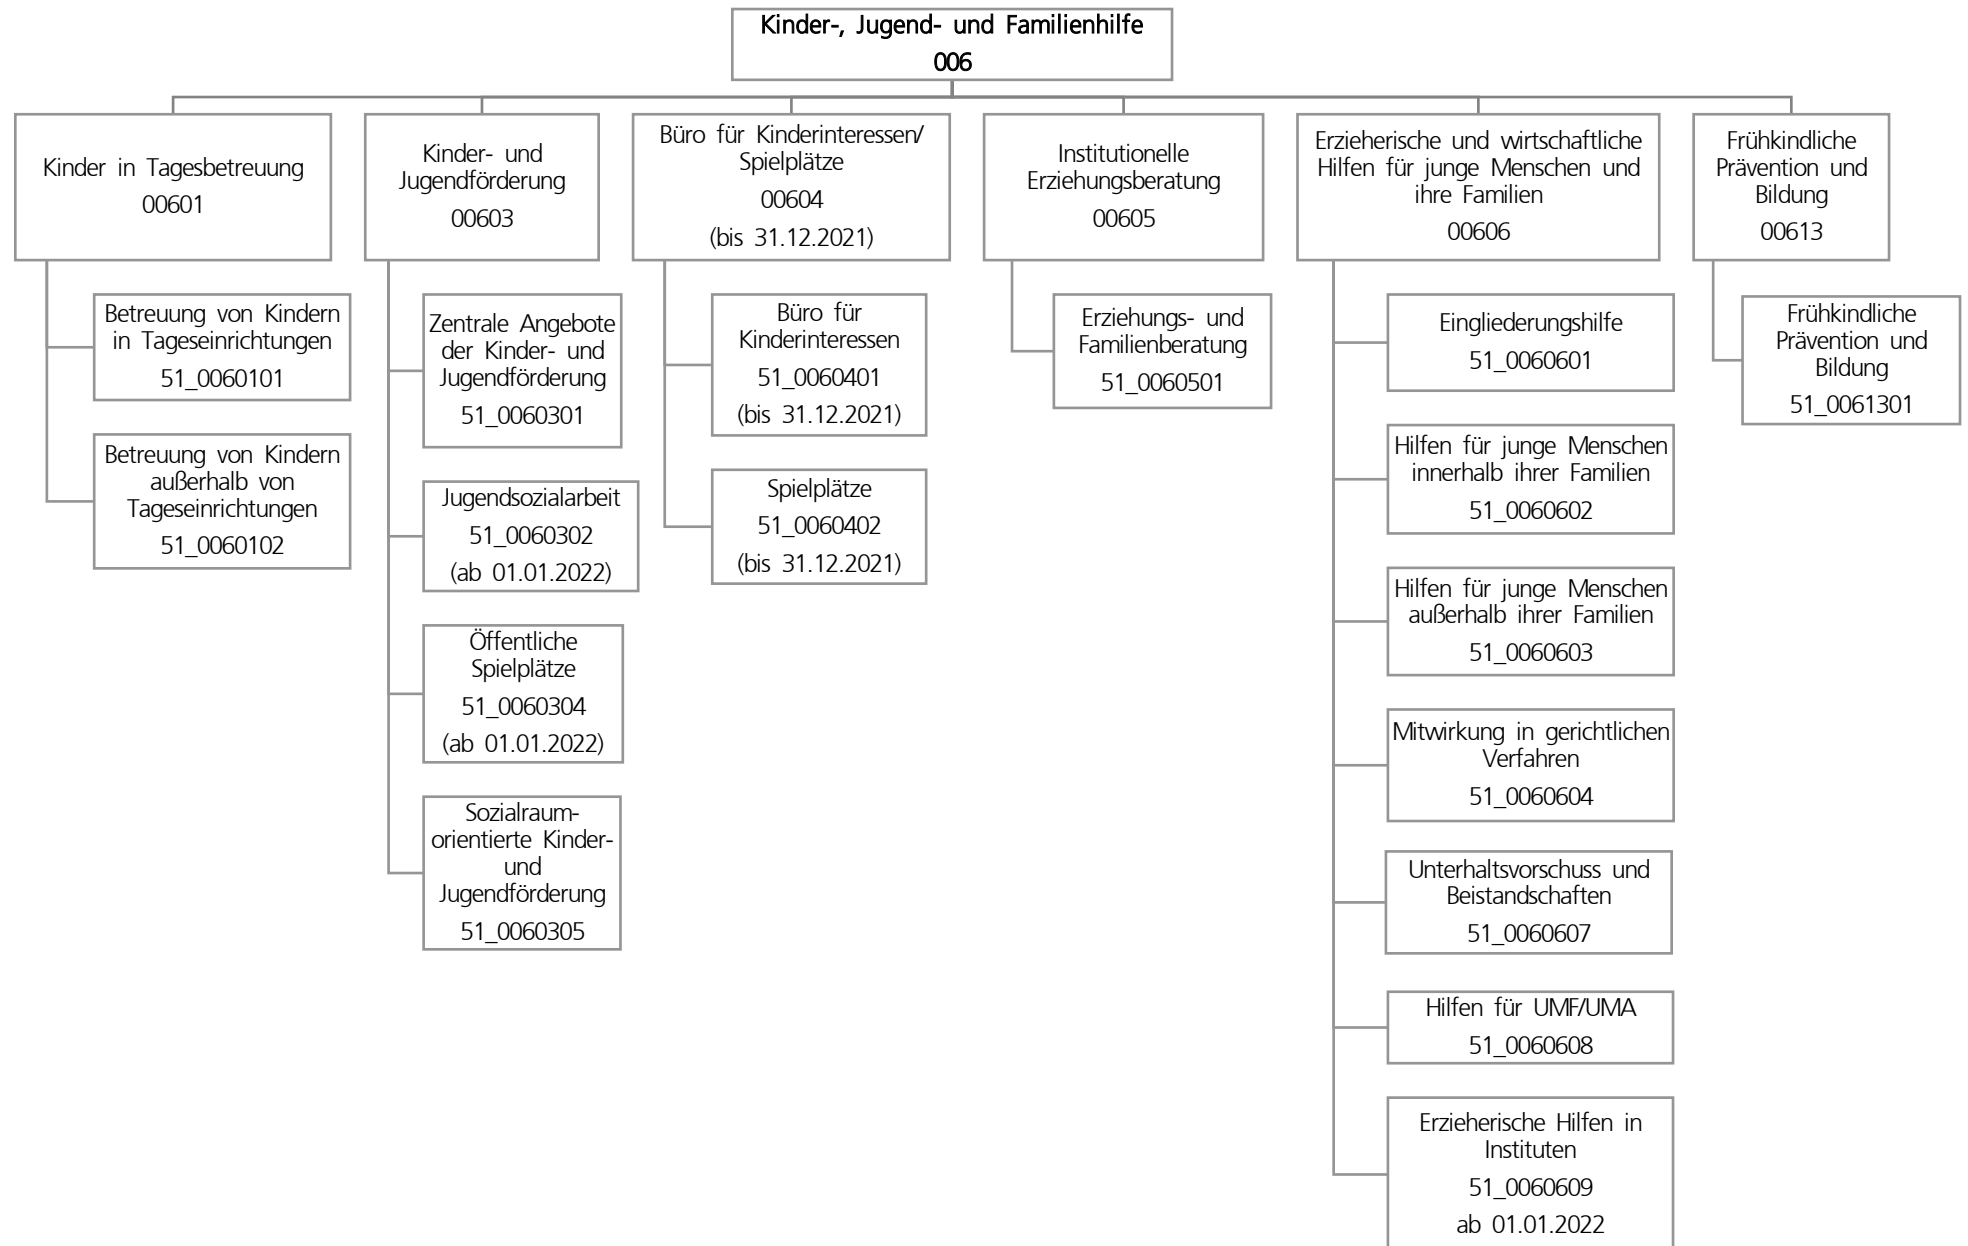 Kinder-, Jugend- und Familienhilfe
006
Kinder in Tagesbetreuung
00601
Betreuung von Kindern
in Tageseinrichtungen
51_0060101
Betreuung von Kindern
außerhalb von
Tageseinrichtungen
51_0060102
Kinder- und
Jugendförderung
00603
Zentrale Angebote
der Kinder- und
Jugendförderung
51_0060301
Jugendsozialarbeit
51_0060302
(ab 01.01.2022)
Öffentliche
Spielplätze
51_0060304
(ab 01.01.2022)
Sozialraum-
orientierte Kinder-
und
Jugendförderung
51_0060305
Büro für Kinderinteressen/
Spielplätze
00604
(bis 31.12.2021)
Büro für
Kinderinteressen
51_0060401
(bis 31.12.2021)
Spielplätze
51_0060402
(bis 31.12.2021)
Institutionelle
Erziehungsberatung
00605
Erziehungs- und
Familienberatung
51_0060501
Erzieherische und wirtschaftliche
Hilfen für junge Menschen und
ihre Familien
00606
Eingliederungshilfe
51_0060601
Hilfen für junge Menschen
innerhalb ihrer Familien
51_0060602
Hilfen für junge Menschen
außerhalb ihrer Familien
51_0060603
Mitwirkung in gerichtlichen
Verfahren
51_0060604
Unterhaltsvorschuss und
Beistandschaften
51_0060607
Hilfen für UMF/UMA
51_0060608
Erzieherische Hilfen in
Instituten
51_0060609
ab 01.01.2022
Frühkindliche
Prävention und
Bildung
00613
Frühkindliche
Prävention und
Bildung
51_0061301